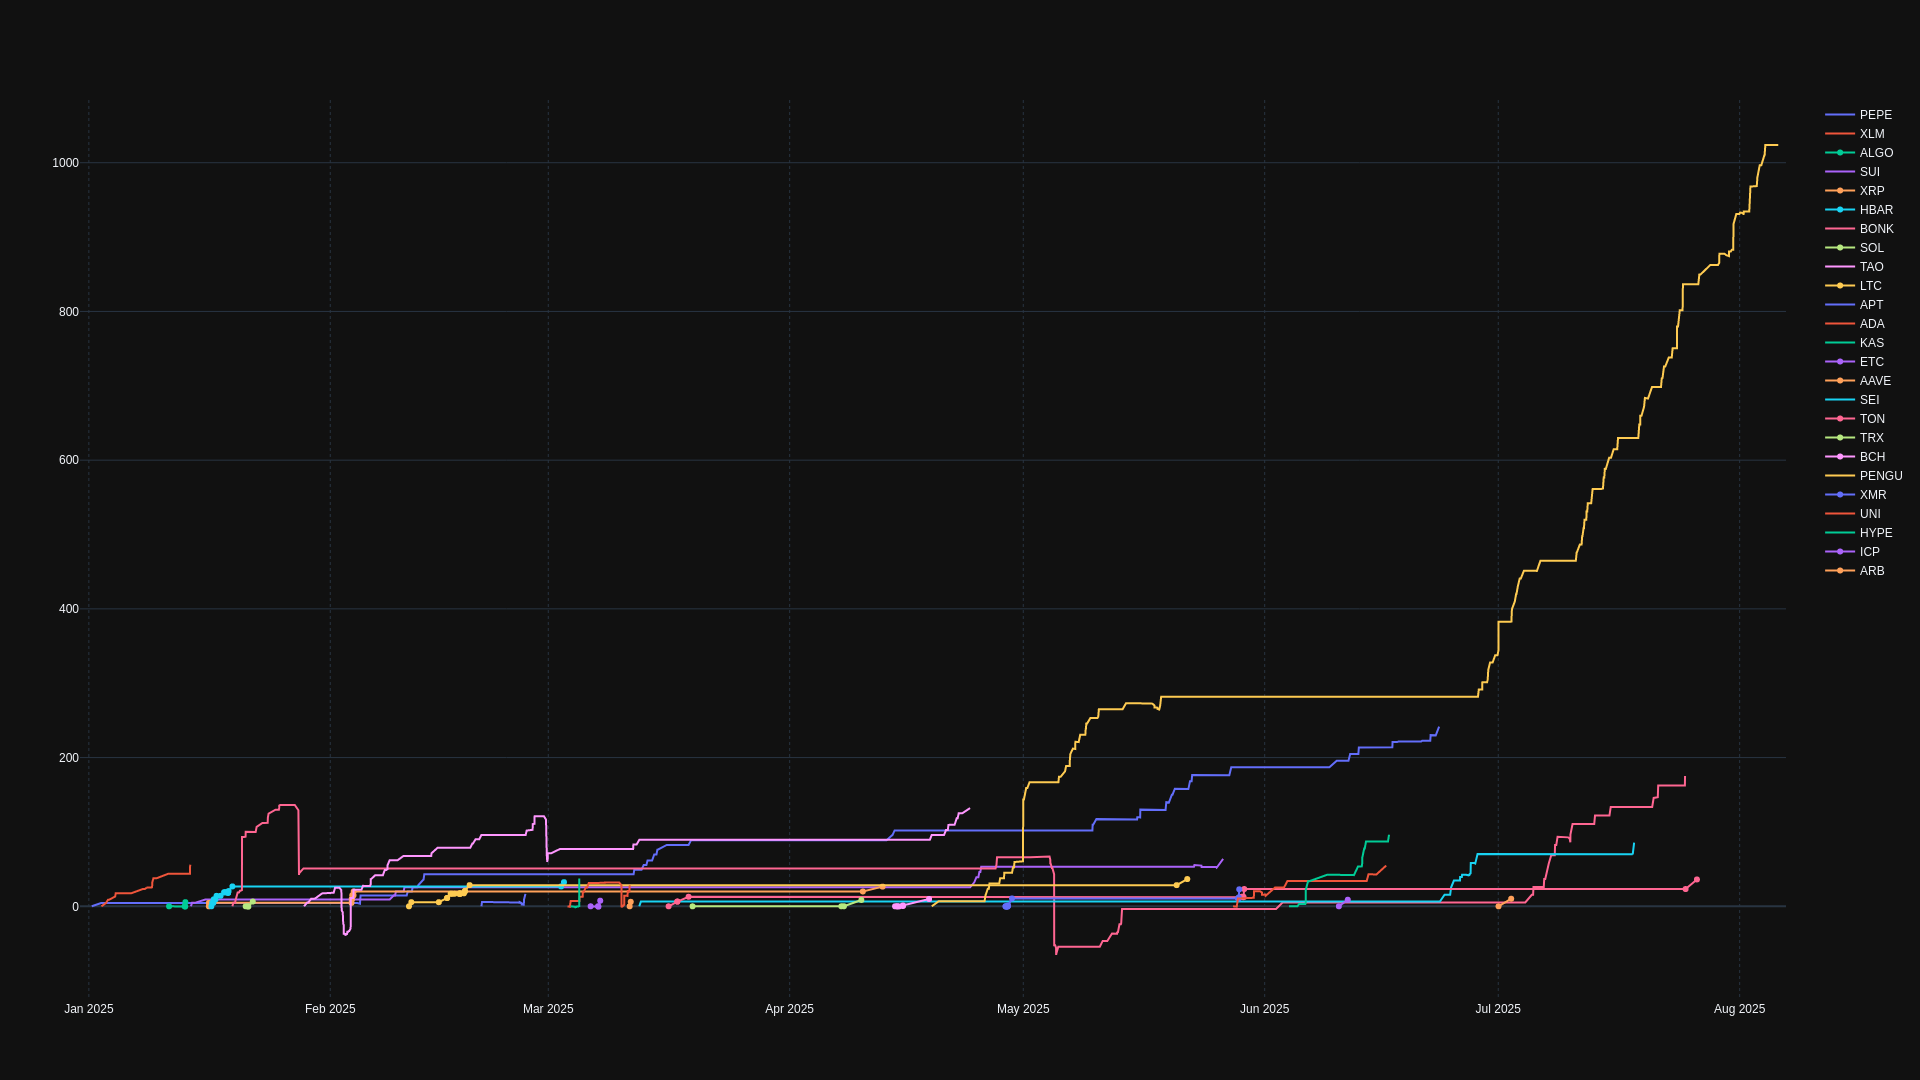 1000
800
600
400
200
0
Jan 2025
Feb 2025
Mar 2025
Apr 2025
May 2025
Jun 2025
Jul 2025
Aug 2025
PEPE
XLM
ALGO
SUI
XRP
HBAR
BONK
SOL
TAO
LTC
APT
ADA
KAS
ETC
AAVE
SEI
TON
TRX
BCH
PENGU
XMR
UNI
HYPE
ICP
ARB